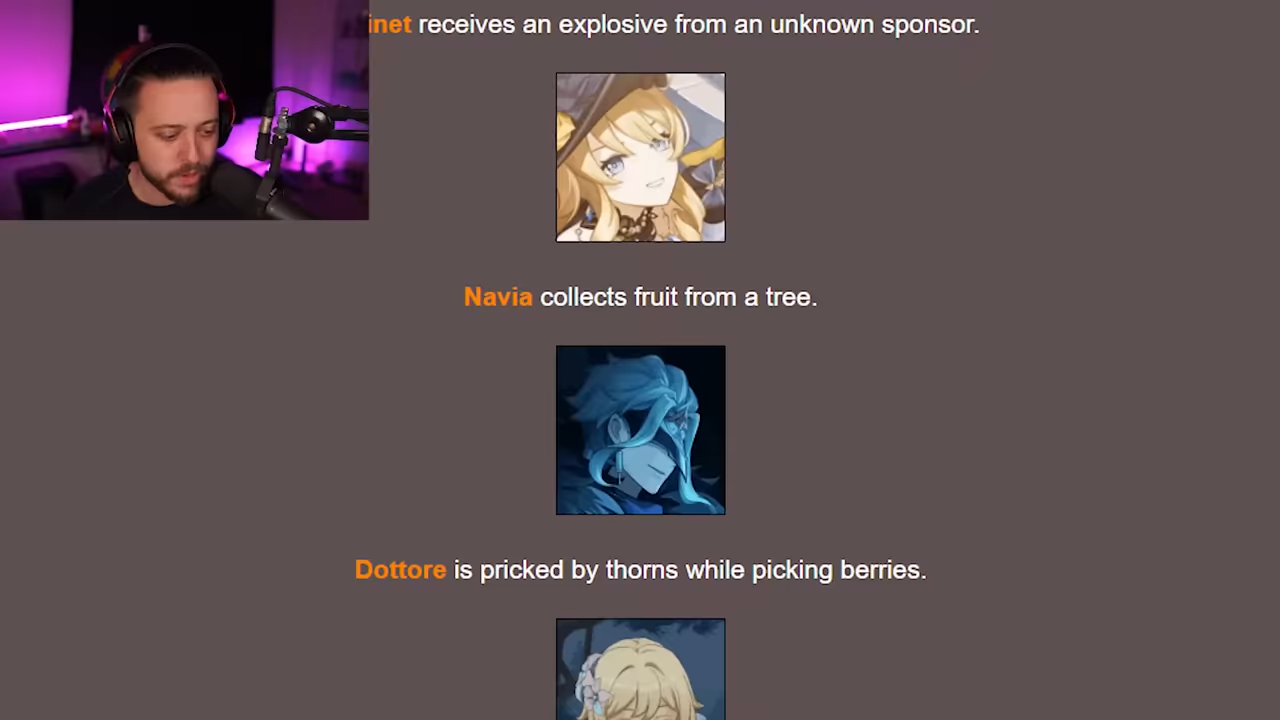 receives an explosive from an unknown sponsor.
Navia collects fruit from a tree.
Dottore is pricked by thorns while picking berries.